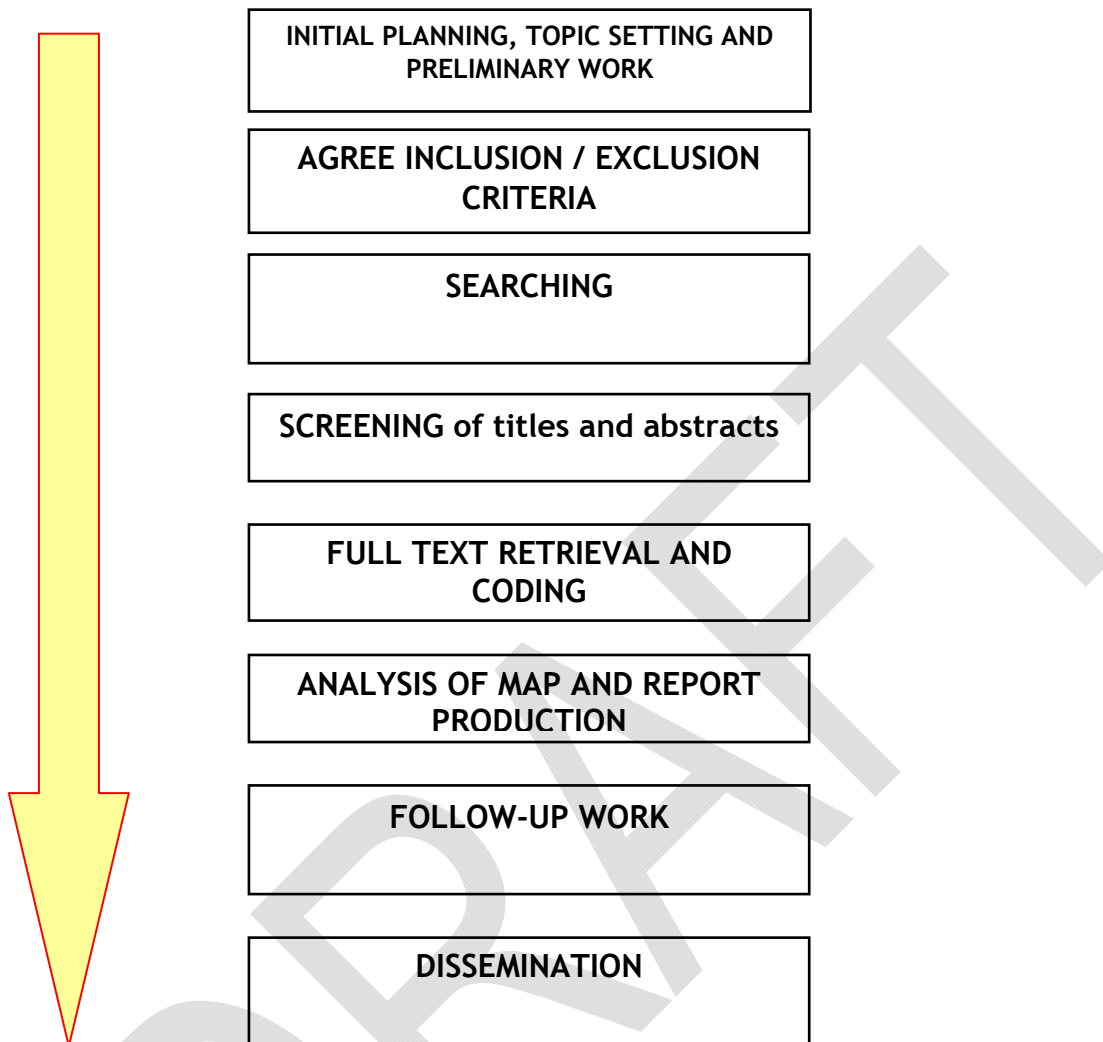 INITIAL PLANNING, TOPIC SETTING AND
PRELIMINARY WORK
AGREE INCLUSION / EXCLUSION
CRITERIA
SEARCHING
SCREENING of titles and abstracts
FULL TEXT RETRIEVAL AND
CODING
ANALYSIS OF MAP AND REPORT
PRODUCTION
FOLLOW-UP WORK
DISSEMINATION
DRAFT